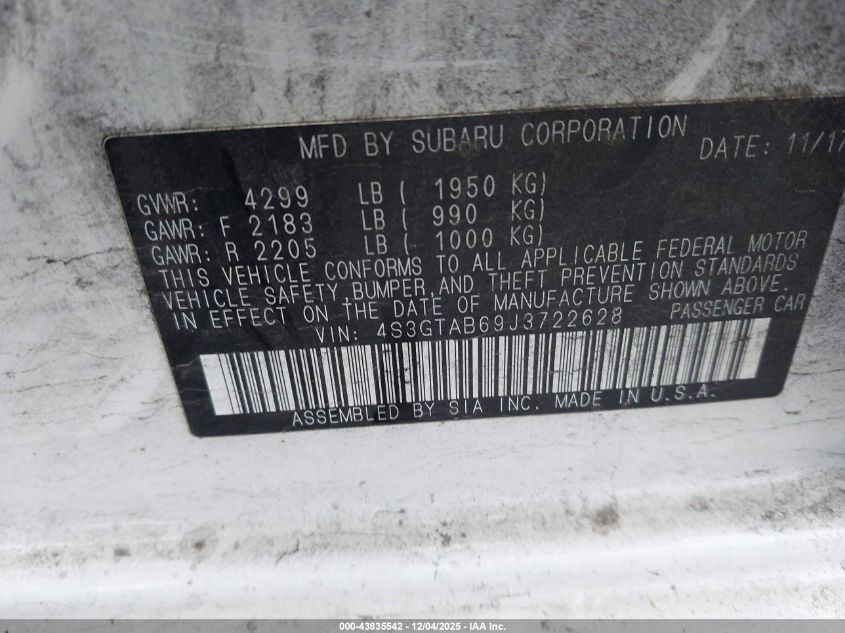 MFD BY SUBARU CORPORATION DATE: 11/17
GVWR: 4299 LB ( 1950 KG)
GAWR: F 2183 LB ( 990 KG)
GAWR: R 2205 LB ( 1000 KG)
THIS VEHICLE CONFORMS TO ALL APPLICABLE FEDERAL MOTOR
VEHICLE SAFETY, BUMPER, AND THEFT PREVENTION STANDARDS
IN EFFECT ON THE DATE OF MANUFACTURE SHOWN ABOVE.
VIN: 4S3GTAB69J3722628 PASSENGER CAR
ASSEMBLED BY SIA INC. MADE IN U.S.A.
000-43835542 - 12/04/2025 - IAA Inc.